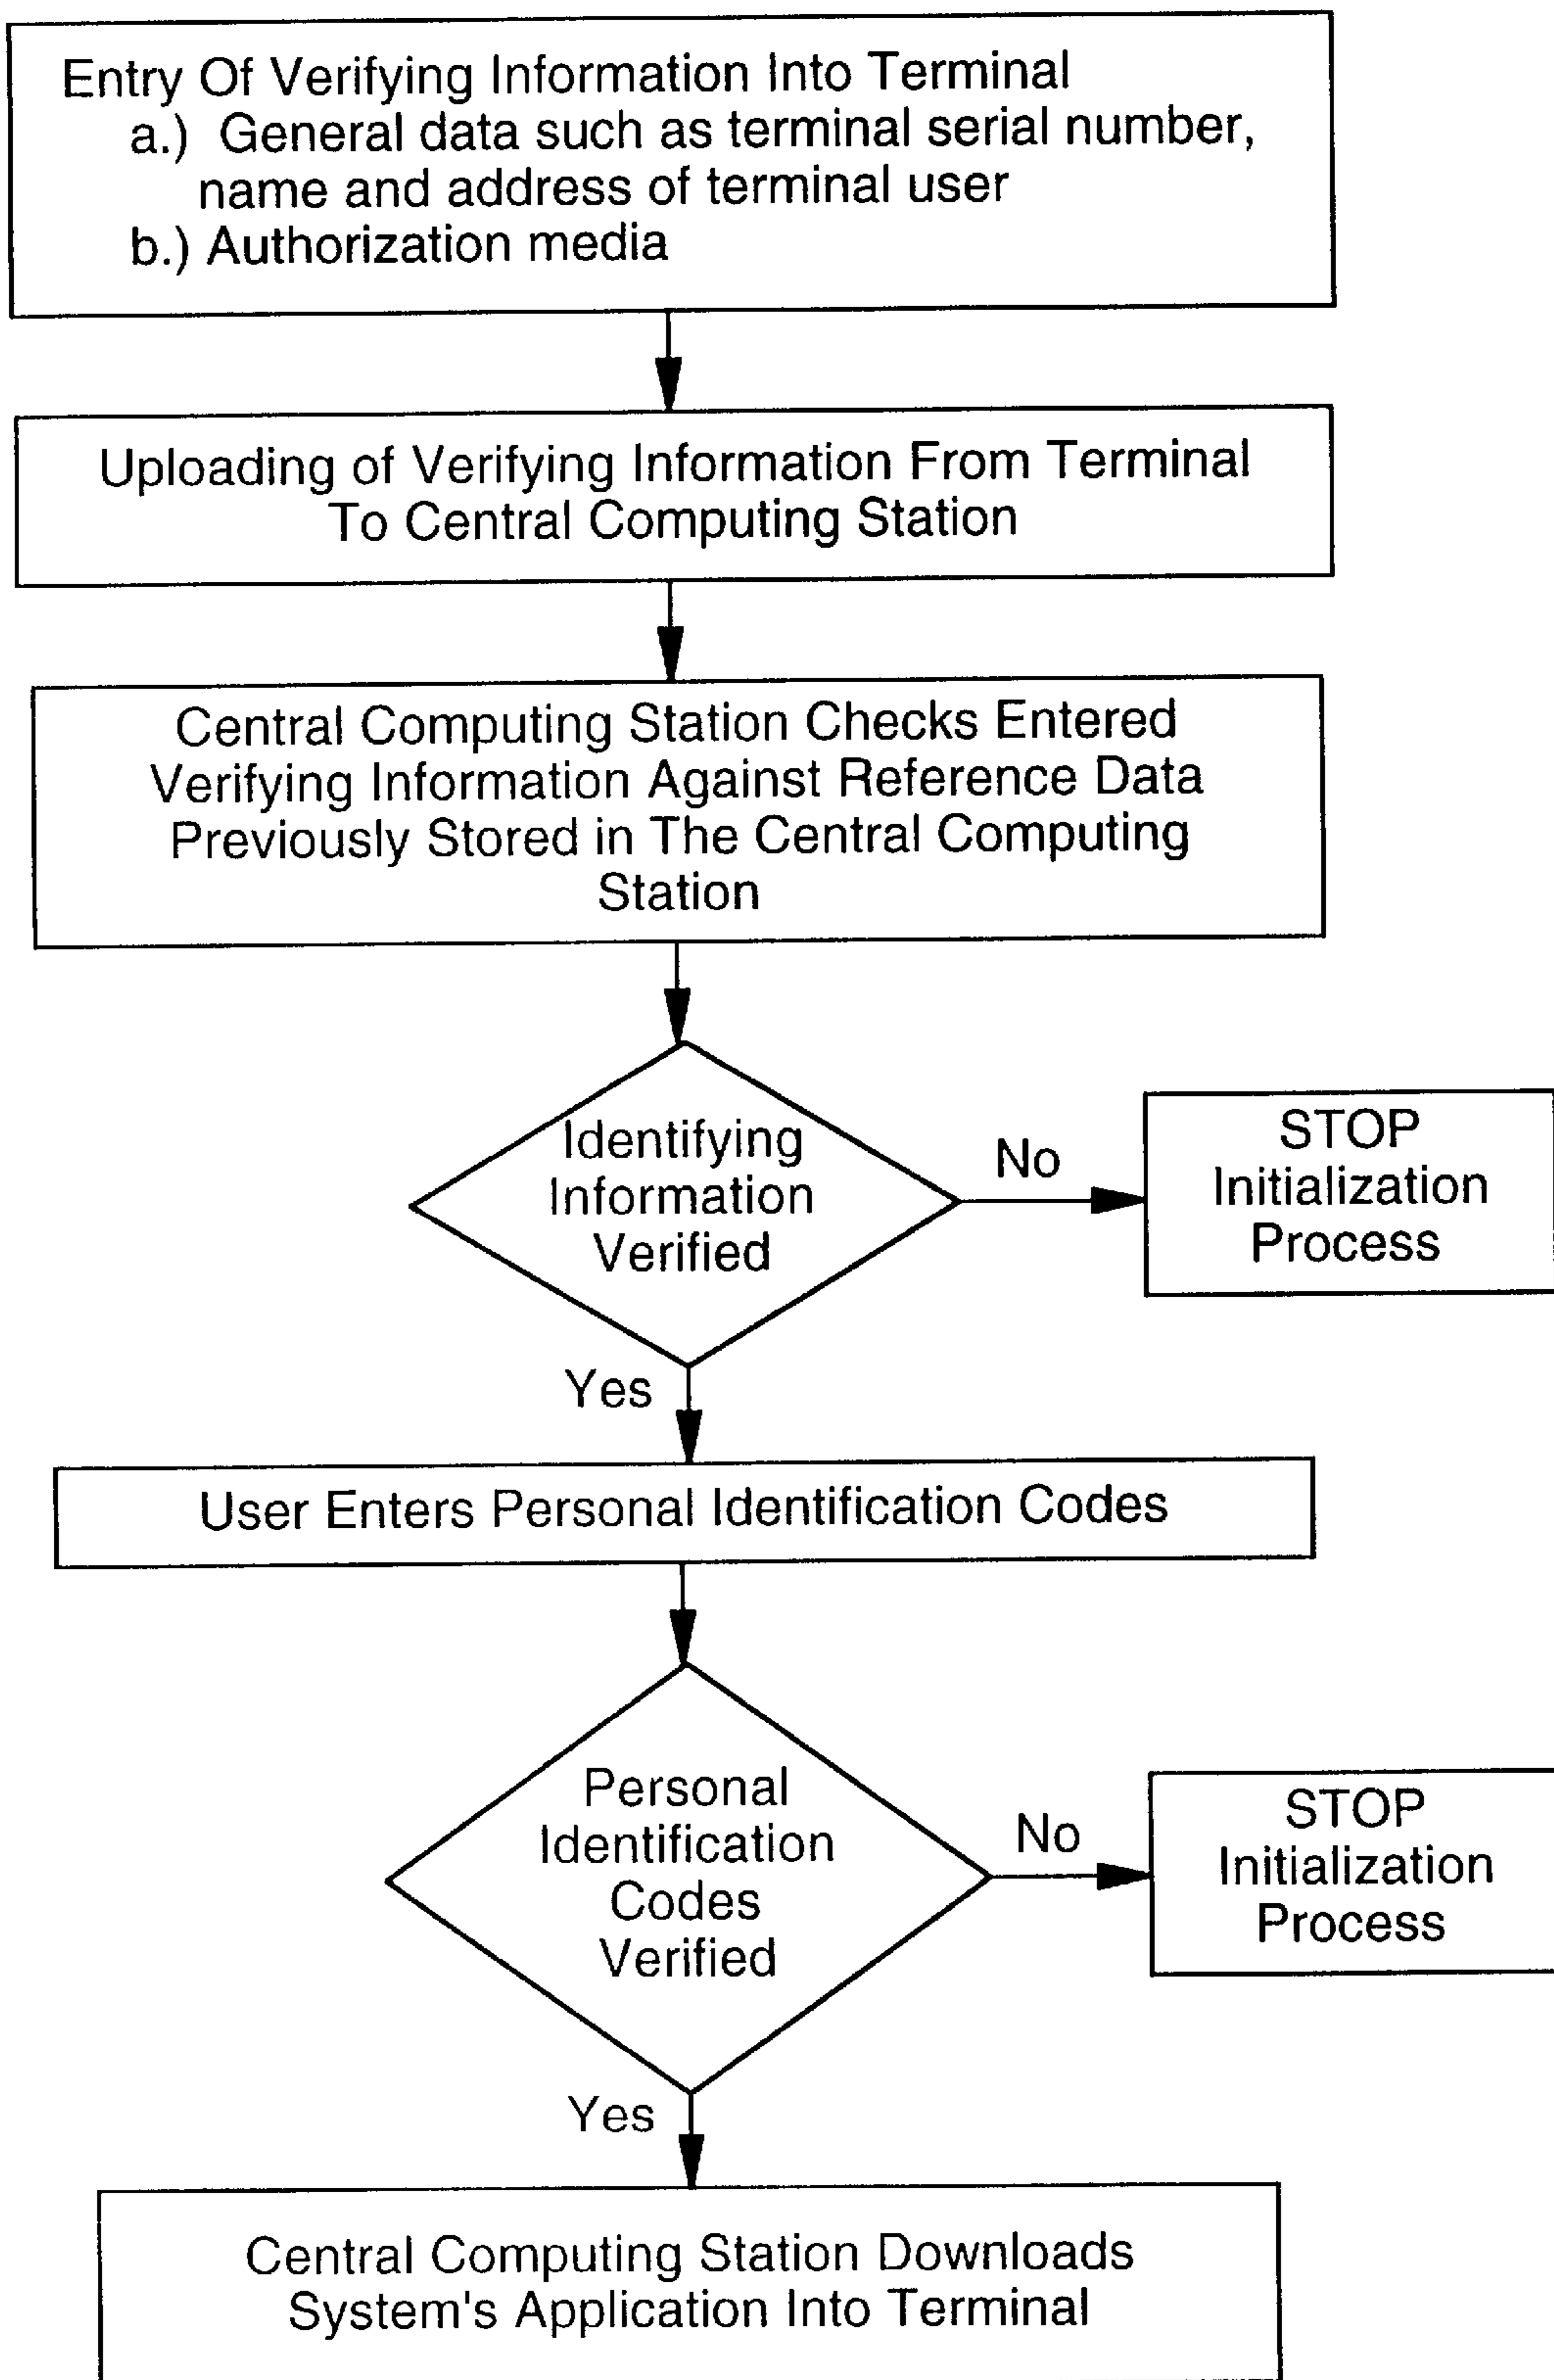 Entry Of Verifying Information Into Terminal
a.) General data such as terminal serial number,
name and address of terminal user
b.) Authorization media
Uploading of Verifying Information From Terminal
To Central Computing Station
Central Computing Station Checks Entered
Verifying Information Against Reference Data
Previously Stored in The Central Computing
Station
Identifying
Information
Verified
No
STOP
Initialization
Process
Yes
User Enters Personal Identification Codes
Personal
Identification
Codes
Verified
No
STOP
Initialization
Process
Yes
Central Computing Station Downloads
System's Application Into Terminal